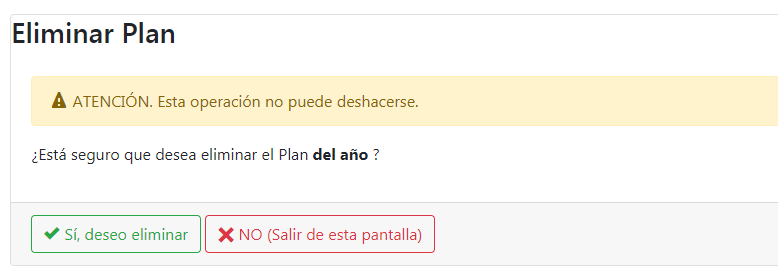 Eliminar Plan
ATENCIÓN. Esta operación no puede deshacerse.
¿Está seguro que desea eliminar el Plan del año ?
Sí, deseo eliminar NO (Salir de esta pantalla)